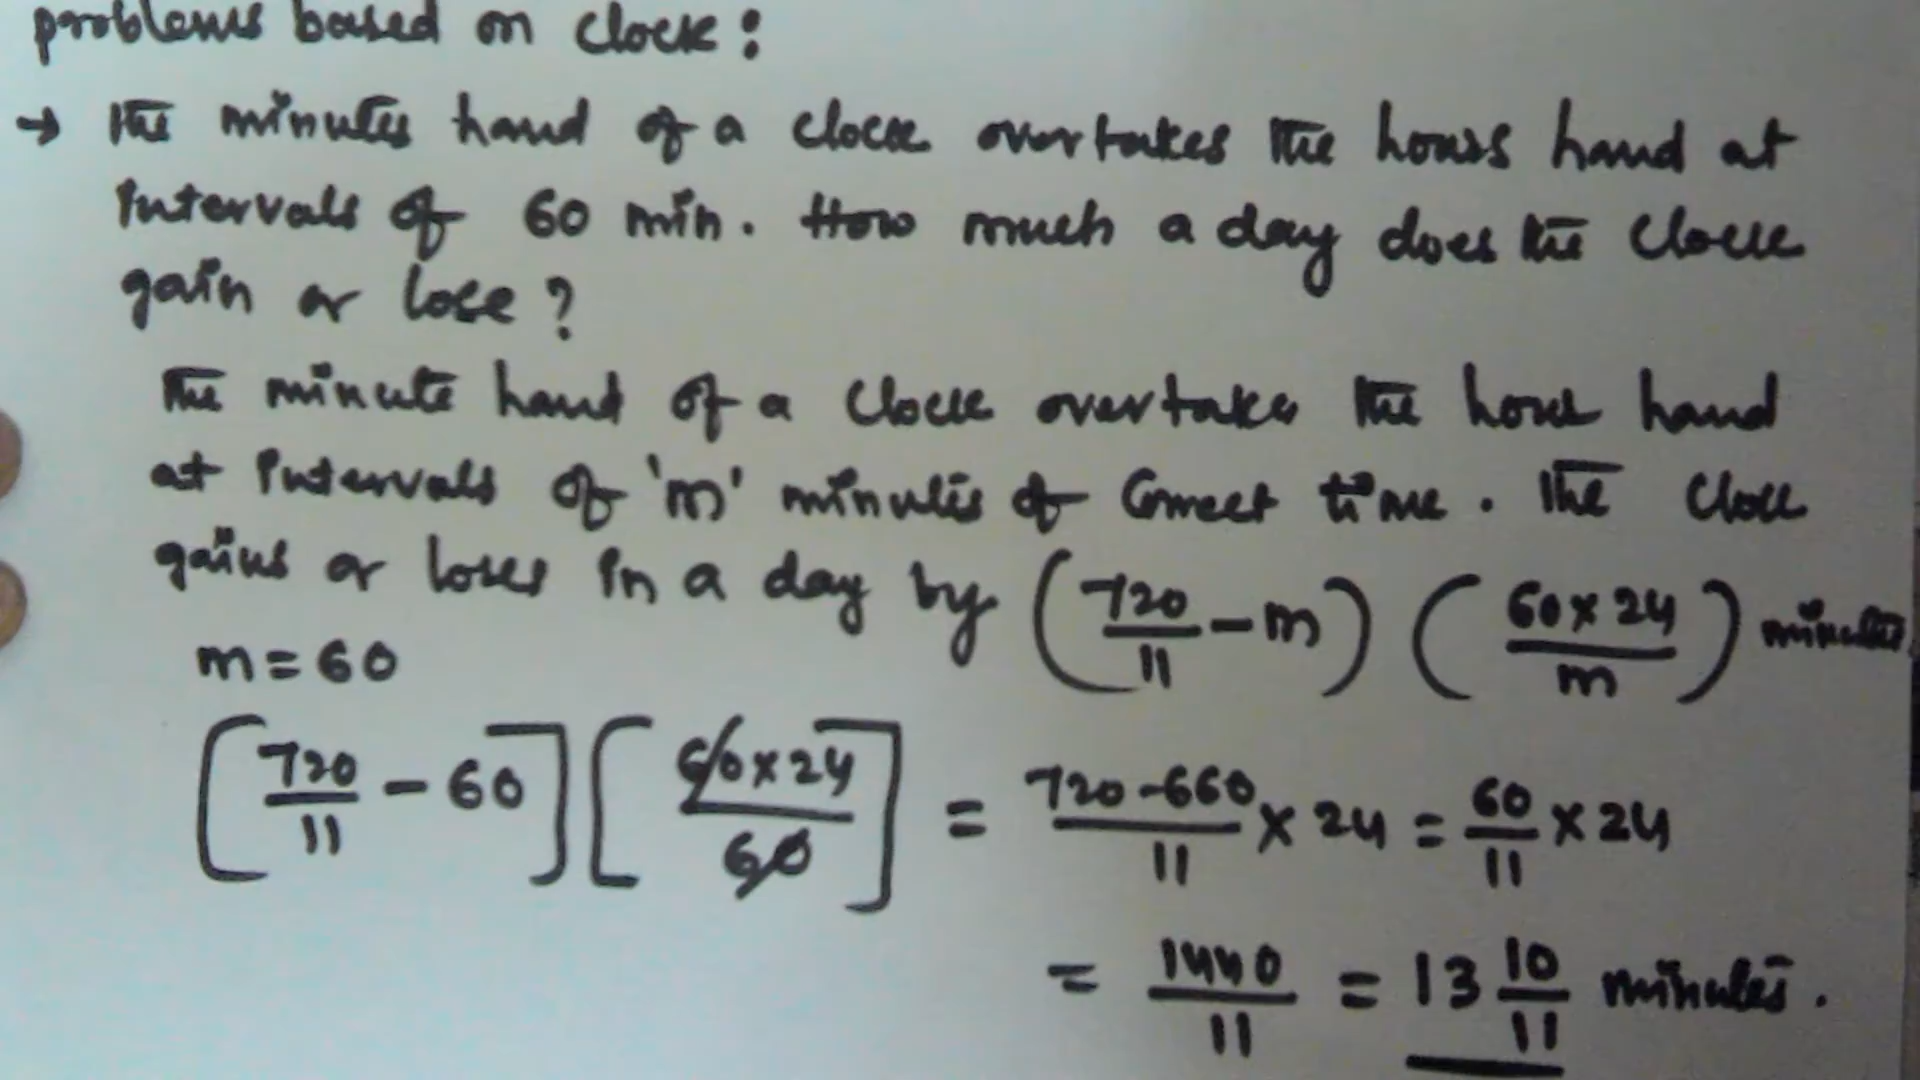 problems based on clock:
→ The minutes hand of a clock overtakes the hours hand at
intervals of 60 min. How much a day does the clock
gain or lose?
The minute hand of a clock overtakes the hour hand
at intervals of 'm' minutes of correct time. The clock
gains or loses in a day by (720/11 - m) (60×24/m) minutes
m = 60
[720/11 - 60] [60×24/60] = 720-660/11 × 24 = 60/11 × 24
= 1440/11 = 13 10/11 minutes.